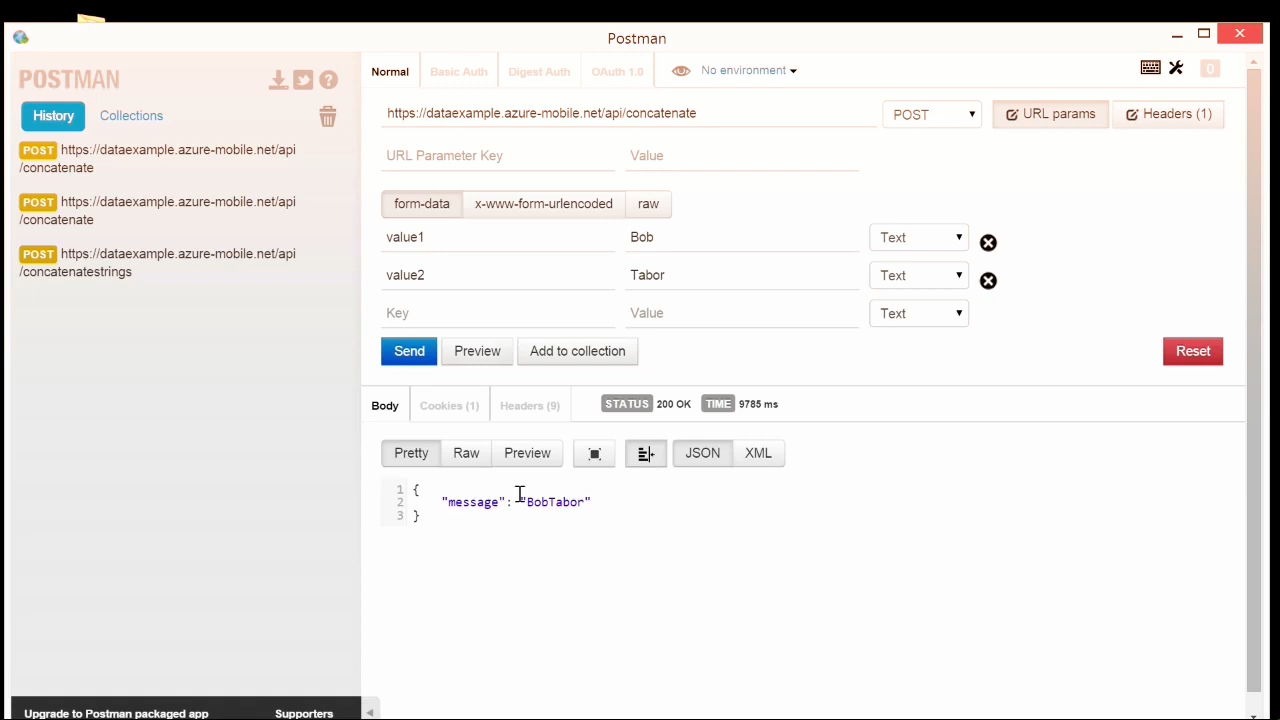 Postman
POSTMAN
History
Collections
POST https://dataexample.azure-mobile.net/api
/concatenate
POST https://dataexample.azure-mobile.net/api
/concatenate
POST https://dataexample.azure-mobile.net/api
/concatenatestrings
Upgrade to Postman packaged app Supporters
Normal Basic Auth Digest Auth OAuth 1.0 No environment 0
https://dataexample.azure-mobile.net/api/concatenate POST URL params Headers (1)
URL Parameter Key Value
form-data x-www-form-urlencoded raw
value1 Bob Text
value2 Tabor Text
Key Value Text
Send Preview Add to collection Reset
Body Cookies (1) Headers (9) STATUS 200 OK TIME 9785 ms
Pretty Raw Preview JSON XML
1 {
2 "message": "BobTabor"
3 }